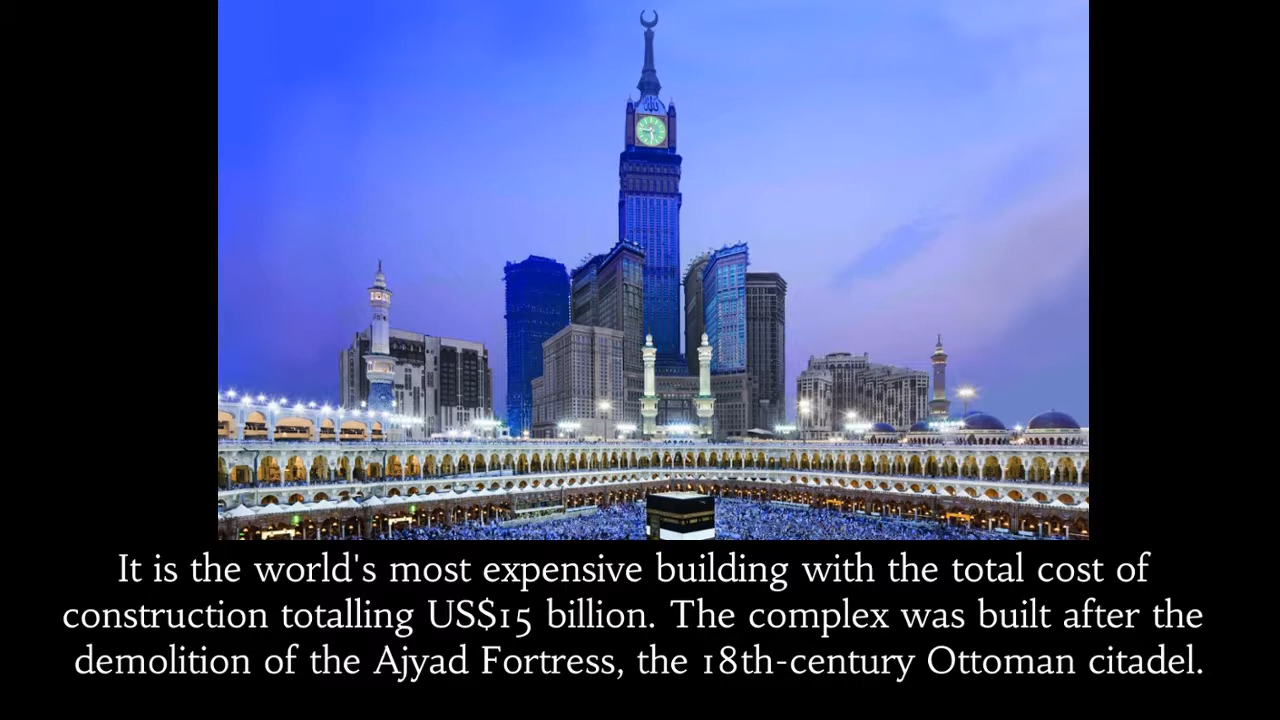 It is the world's most expensive building with the total cost of
construction totalling US$15 billion. The complex was built after the
demolition of the Ajyad Fortress, the 18th-century Ottoman citadel.